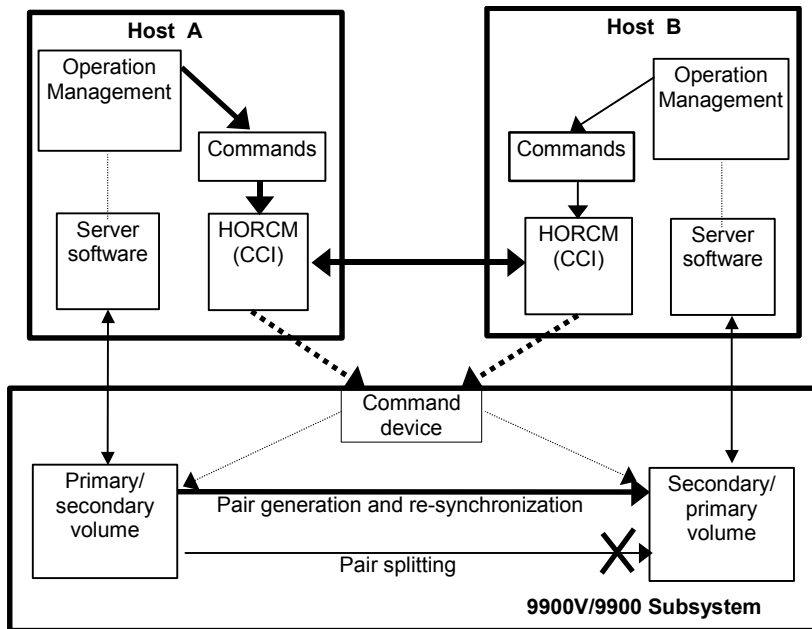 Host A
Operation
Management
Commands
Server
software
HORCM
(CCI)
Host B
Operation
Management
Commands
HORCM
(CCI)
Server
software
Command
device
Primary/
secondary
volume
Pair generation and re-synchronization
Pair splitting
Secondary/
primary
volume
9900V/9900 Subsystem